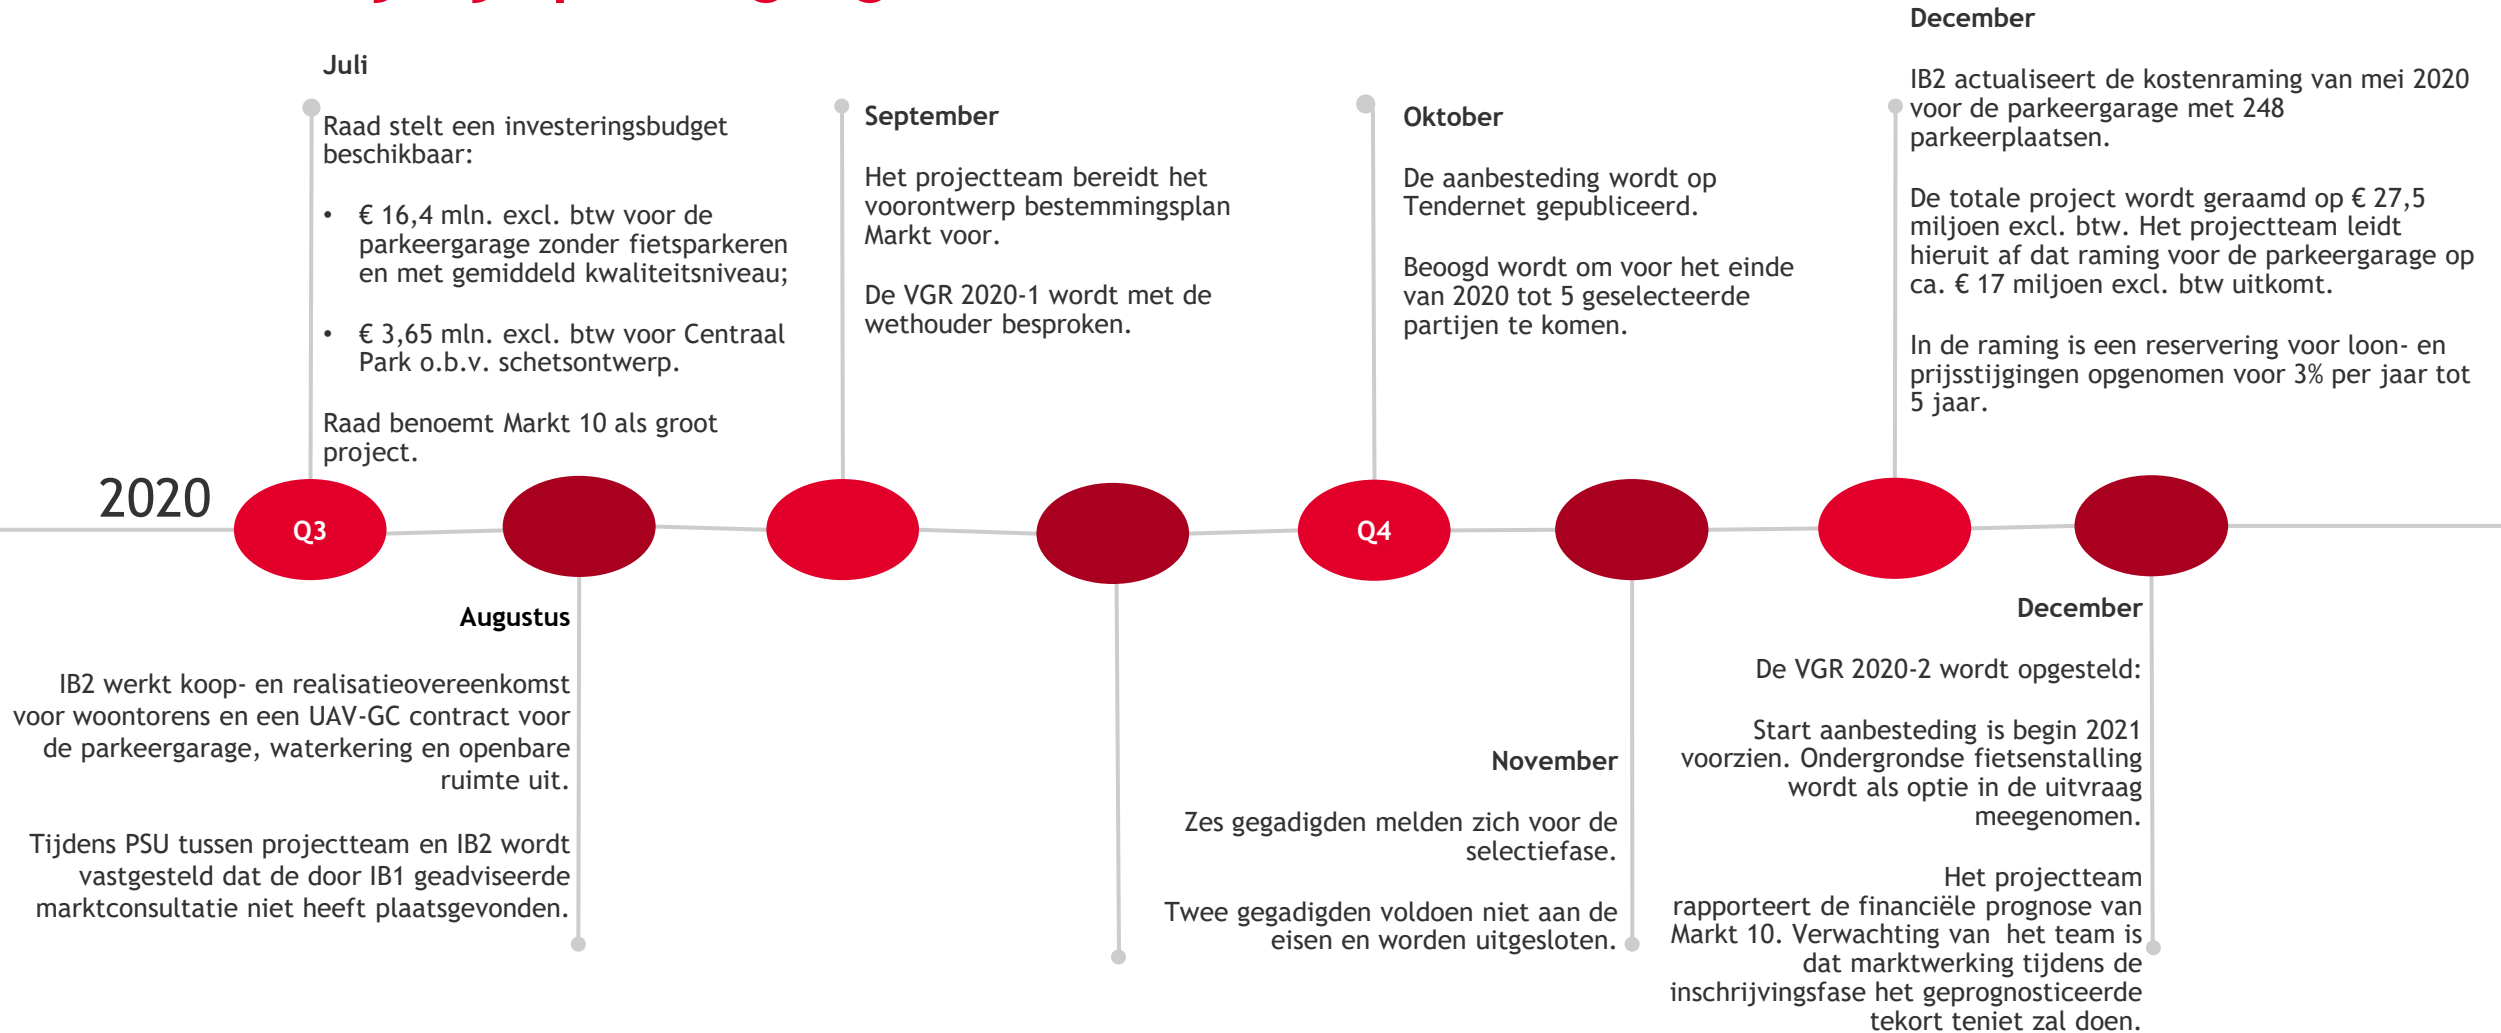 Juli
Raad stelt een investeringsbudget
beschikbaar:
• € 16,4 mln. excl. btw voor de
parkeergarage zonder fietsparkeren
en met gemiddeld kwaliteitsniveau;
• € 3,65 mln. excl. btw voor Centraal
Park o.b.v. schetsontwerp.
Raad benoemt Markt 10 als groot
project.
September
Het projectteam bereidt het
voorontwerp bestemmingsplan
Markt voor.
De VGR 2020-1 wordt met de
wethouder besproken.
Oktober
De aanbesteding wordt op
Tendernet gepubliceerd.
Beoogd wordt om voor het einde
van 2020 tot 5 geselecteerde
partijen te komen.
December
IB2 actualiseert de kostenraming van mei 2020
voor de parkeergarage met 248
parkeerplaatsen.
De totale project wordt geraamd op € 27,5
miljoen excl. btw. Het projectteam leidt
hieruit af dat raming voor de parkeergarage op
ca. € 17 miljoen excl. btw uitkomt.
In de raming is een reservering voor loon- en
prijsstijgingen opgenomen voor 3% per jaar tot
5 jaar.
2020
Q3
Q4
Augustus
IB2 werkt koop- en realisatieovereenkomst
voor woontorens en een UAV-GC contract voor
de parkeergarage, waterkering en openbare
ruimte uit.
Tijdens PSU tussen projectteam en IB2 wordt
vastgesteld dat de door IB1 geadviseerde
marktconsultatie niet heeft plaatsgevonden.
November
Zes gegadigden melden zich voor de
selectiefase.
Twee gegadigden voldoen niet aan de
eisen en worden uitgesloten.
December
De VGR 2020-2 wordt opgesteld:
Start aanbesteding is begin 2021
voorzien. Ondergrondse fietsenstalling
wordt als optie in de uitvraag
meegenomen.
Het projectteam
rapporteert de financiële prognose van
Markt 10. Verwachting van het team is
dat marktwerking tijdens de
inschrijvingsfase het geprognosticeerde
tekort teniet zal doen.